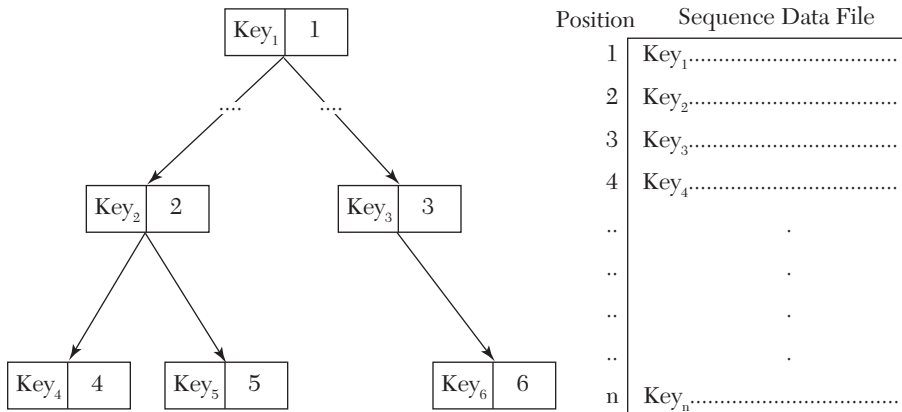 Position Sequence Data File
Key₁ 1
1 Key₁....................................
2 Key₂....................................
.... ....
3 Key₃....................................
4 Key₄....................................
Key₂ 2 Key₃ 3
.. .
.. .
.. .
.. .
Key₄ 4 Key₅ 5 Key₆ 6
n Keyₙ....................................